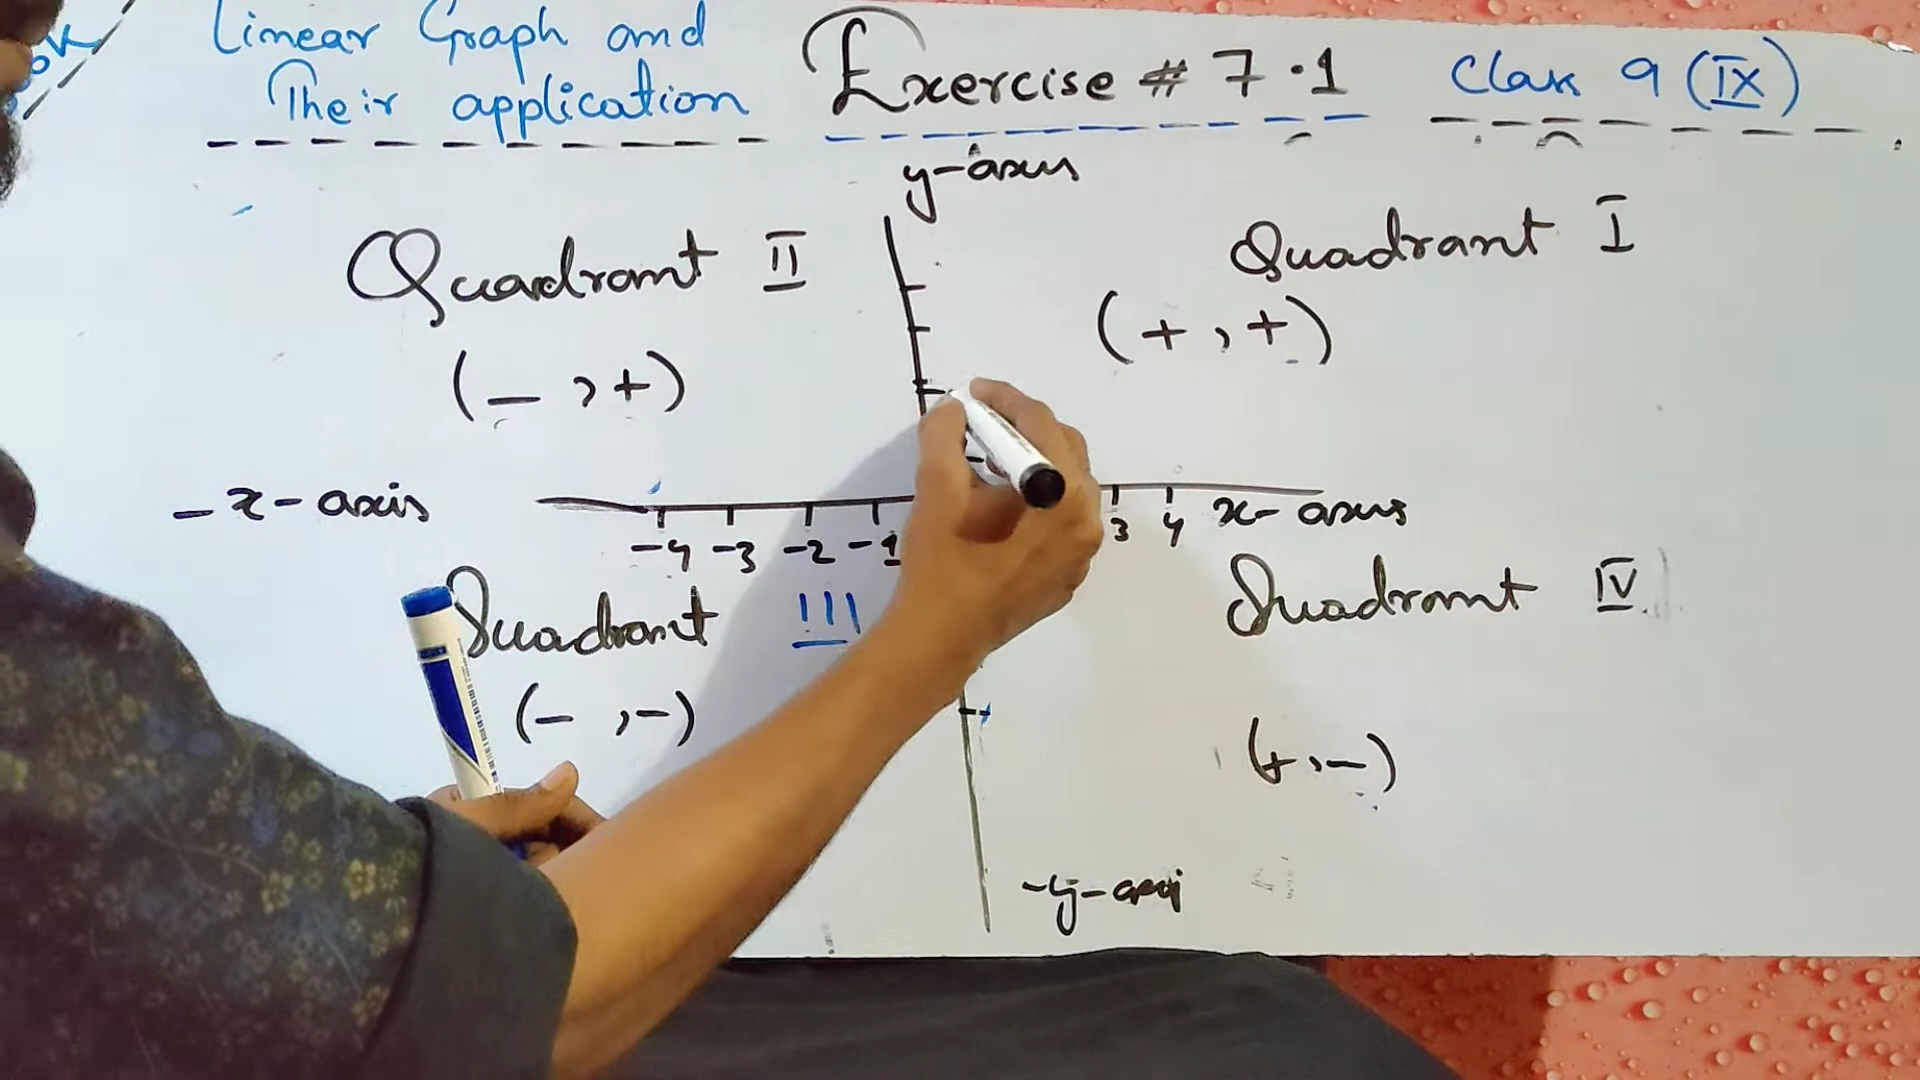 Linear Graph and
Their application
Exercise # 7.1
Class 9 (IX)
y-axis
Quadrant II
Quadrant I
(+,+)
(-,+)
-x-axis
x-axis
-4 -3 -2 -1
3 4
Quadrant III
Quadrant IV
(-,-)
(+,-)
-y-axi